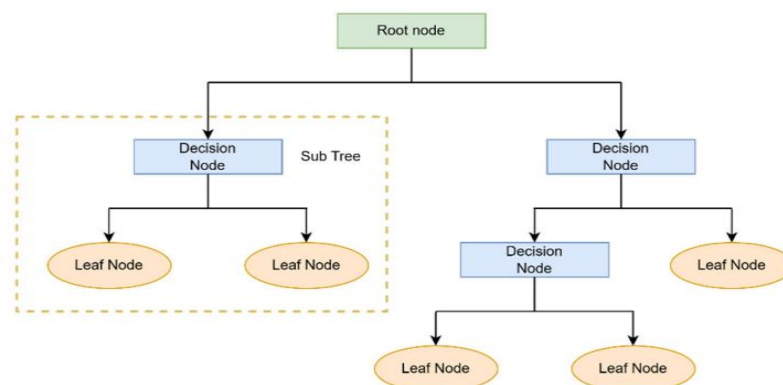 Root node
Decision
Node
Sub Tree
Decision
Node
Leaf Node
Leaf Node
Decision
Node
Leaf Node
Leaf Node
Leaf Node